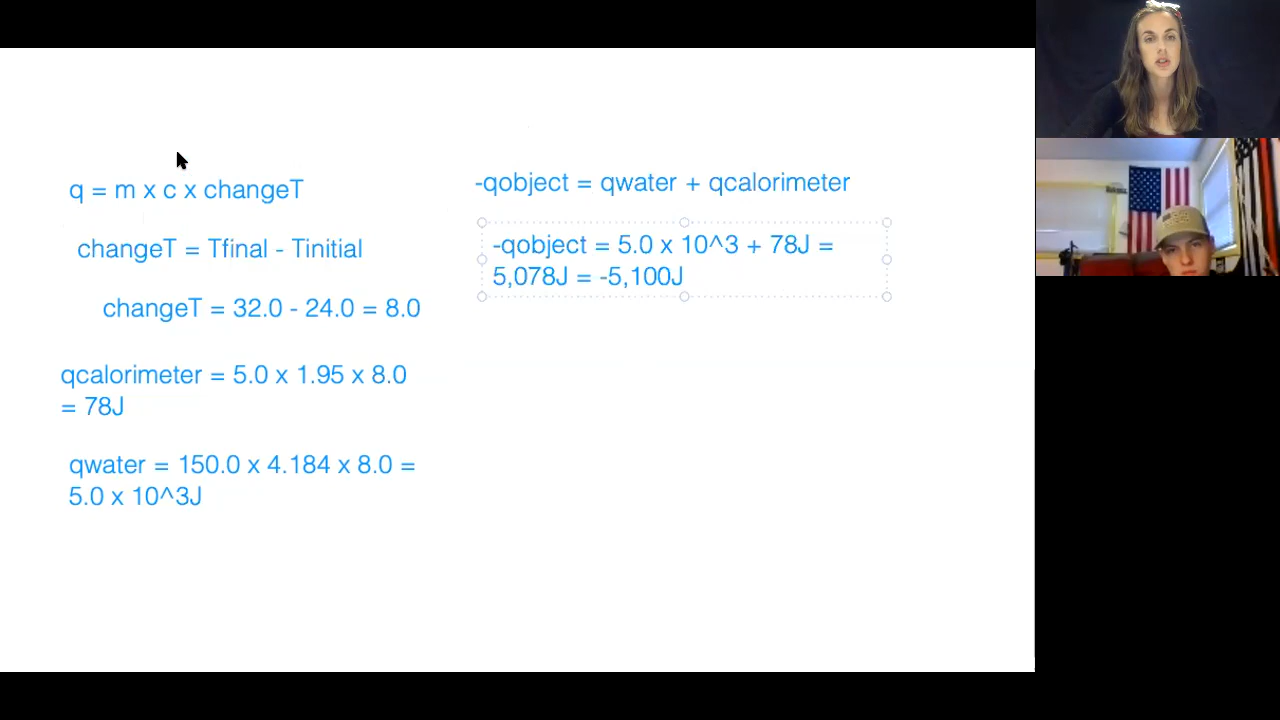 q = m x c x changeT
changeT = Tfinal - Tinitial
changeT = 32.0 - 24.0 = 8.0
qcalorimeter = 5.0 x 1.95 x 8.0
= 78J
qwater = 150.0 x 4.184 x 8.0 =
5.0 x 10^3J
-qobject = qwater + qcalorimeter
-qobject = 5.0 x 10^3 + 78J =
5,078J = -5,100J